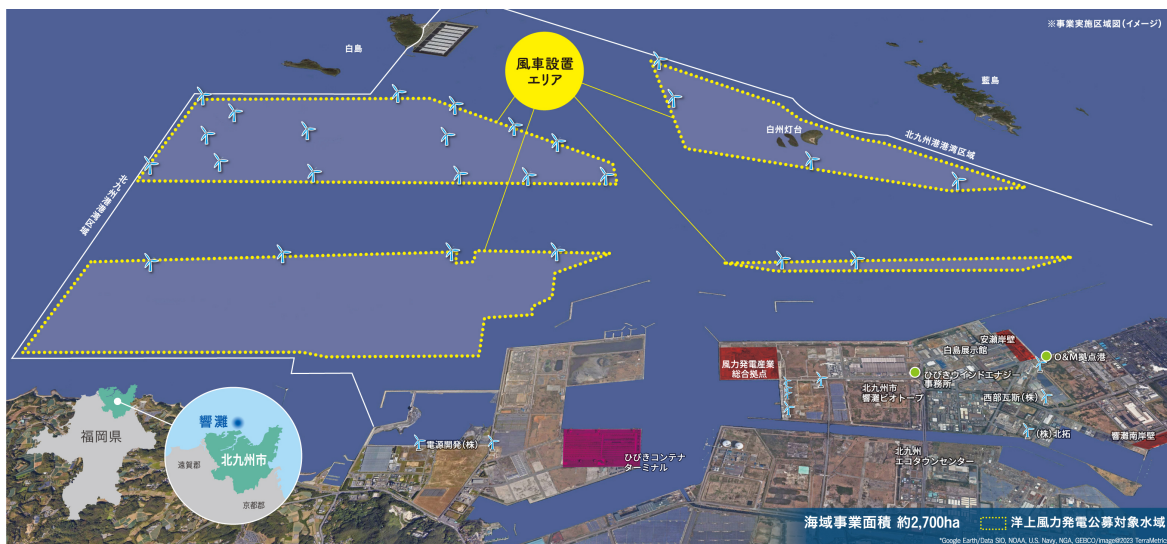 ※事業実施区域図(イメージ)
白島
風車設置
エリア
藍島
白州灯台
北九州港港湾区域
北九州港港湾区域
安瀬岸壁
白島展示館
O&M拠点港
風力発電産業
総合拠点
ひびきウインドエナジー
事務所
北九州市
響灘ビオトープ
西部瓦斯(株)
(株)北拓
響灘南岸壁
電源開発(株)
ひびきコンテナ
ターミナル
北九州
エコタウンセンター
福岡県
響灘
北九州市
遠賀郡
京都郡
海域事業面積 約2,700ha
洋上風力発電公募対象水域
*Google Earth/Data SIO, NOAA, U.S. Navy, NGA, GEBCO/Image@2023 TerraMetric